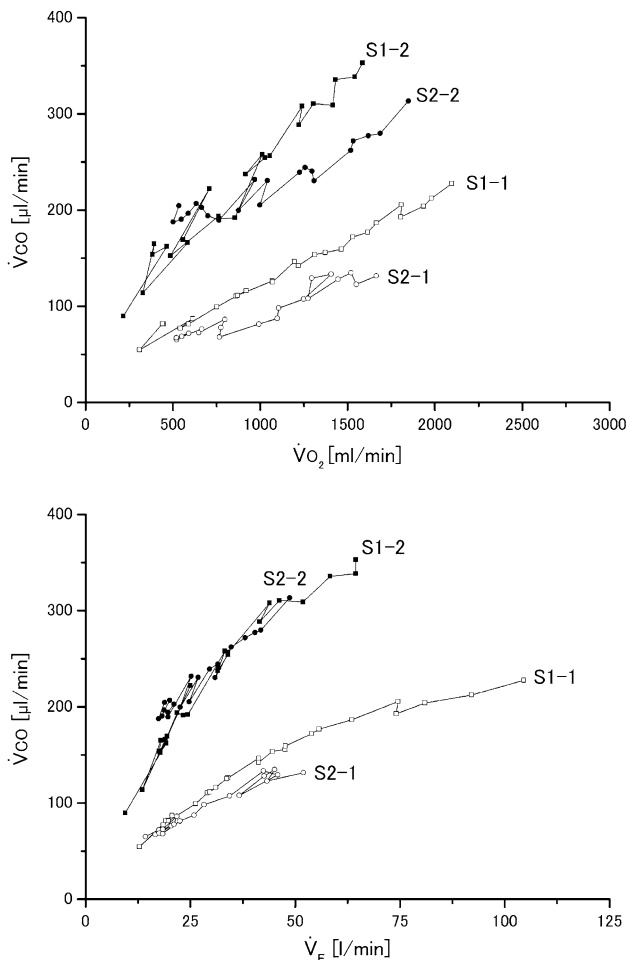 400
300
200
100
0
V̇CO [μl/min]
S1-2
S2-2
S1-1
S2-1
0 500 1000 1500 2000 2500 3000
V̇O₂ [ml/min]
400
300
200
100
0
V̇CO [μl/min]
S1-2
S2-2
S1-1
S2-1
0 25 50 75 100 125
V̇E [l/min]